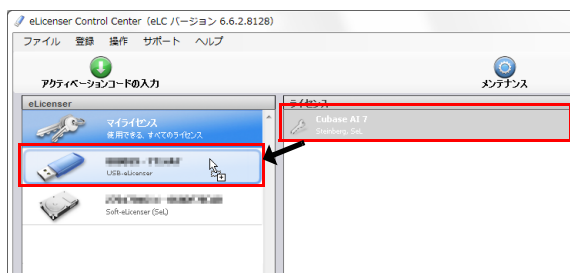 eLicenser Control Center (eLC バージョン 6.6.2.8128)
ファイル 登録 操作 サポート ヘルプ
アクティベーションコードの入力
メンテナンス
eLicenser
ライセンス
マイライセンス
使用できる、すべてのライセンス
Cubase AI 7
Steinberg, SeL
USB-eLicenser
Soft-eLicenser (SeL)